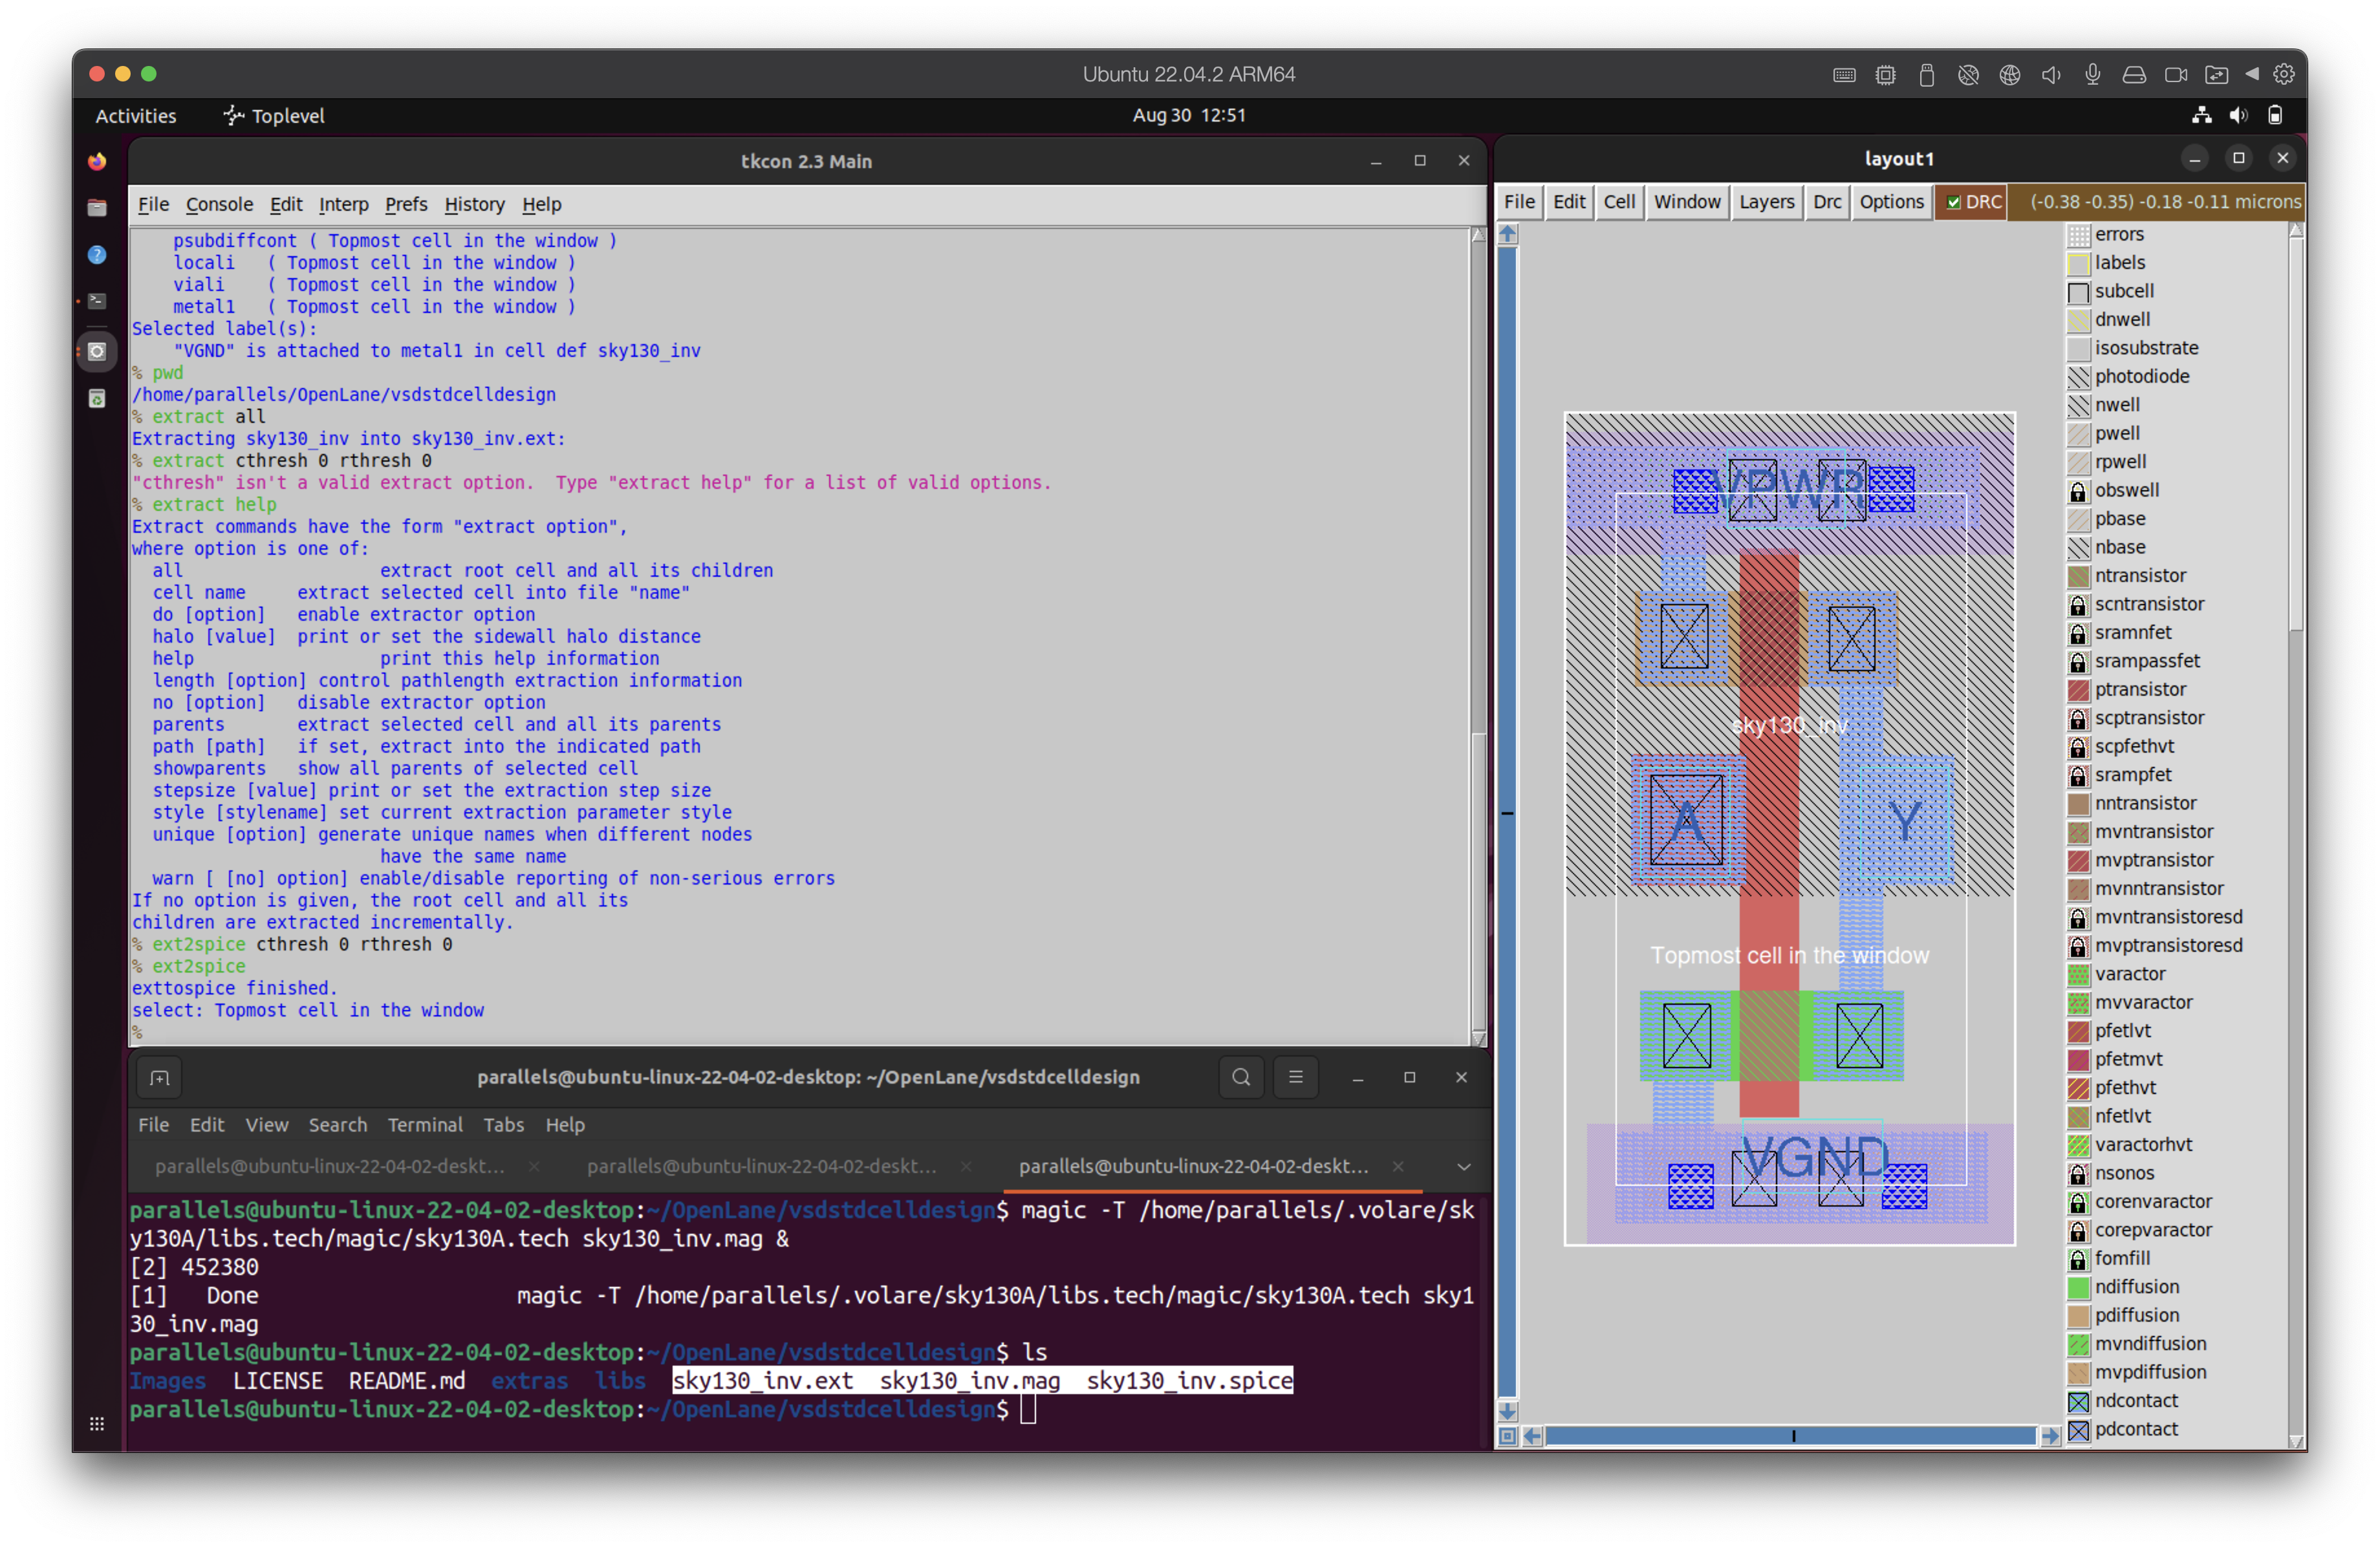 Ubuntu 22.04.2 ARM64
Activities Toplevel Aug 30 12:51
tkcon 2.3 Main
File Console Edit Interp Prefs History Help
psubdiffcont ( Topmost cell in the window )
locali ( Topmost cell in the window )
viali ( Topmost cell in the window )
metal1 ( Topmost cell in the window )
Selected label(s):
"VGND" is attached to metal1 in cell def sky130_inv
% pwd
/home/parallels/OpenLane/vsdstdcelldesign
% extract all
Extracting sky130_inv into sky130_inv.ext:
% extract cthresh 0 rthresh 0
"cthresh" isn't a valid extract option.  Type "extract help" for a list of valid options.
% extract help
Extract commands have the form "extract option",
where option is one of:
all extract root cell and all its children
cell name extract selected cell into file "name"
do [option] enable extractor option
halo [value] print or set the sidewall halo distance
help print this help information
length [option] control pathlength extraction information
no [option] disable extractor option
parents extract selected cell and all its parents
path [path] if set, extract into the indicated path
showparents show all parents of selected cell
stepsize [value] print or set the extraction step size
style [stylename] set current extraction parameter style
unique [option] generate unique names when different nodes
have the same name
warn [ [no] option] enable/disable reporting of non-serious errors
If no option is given, the root cell and all its
children are extracted incrementally.
% ext2spice cthresh 0 rthresh 0
% ext2spice
exttospice finished.
select: Topmost cell in the window
%
parallels@ubuntu-linux-22-04-02-desktop: ~/OpenLane/vsdstdcelldesign
File Edit View Search Terminal Tabs Help
parallels@ubuntu-linux-22-04-02-deskt... parallels@ubuntu-linux-22-04-02-deskt... parallels@ubuntu-linux-22-04-02-deskt...
parallels@ubuntu-linux-22-04-02-desktop:~/OpenLane/vsdstdcelldesign$ magic -T /home/parallels/.volare/sk
y130A/libs.tech/magic/sky130A.tech sky130_inv.mag &
[2] 452380
[1] Done magic -T /home/parallels/.volare/sky130A/libs.tech/magic/sky130A.tech sky1
30_inv.mag
parallels@ubuntu-linux-22-04-02-desktop:~/OpenLane/vsdstdcelldesign$ ls
Images LICENSE README.md extras libs sky130_inv.ext sky130_inv.mag sky130_inv.spice
parallels@ubuntu-linux-22-04-02-desktop:~/OpenLane/vsdstdcelldesign$
layout1
File Edit Cell Window Layers Drc Options DRC (-0.38 -0.35) -0.18 -0.11 microns
VPWR
sky130_inv
A
Y
Topmost cell in the window
VGND
errors
labels
subcell
dnwell
isosubstrate
photodiode
nwell
pwell
rpwell
obswell
pbase
nbase
ntransistor
scntransistor
sramnfet
srampassfet
ptransistor
scptransistor
scpfethvt
srampfet
nntransistor
mvntransistor
mvptransistor
mvnntransistor
mvntransistoresd
mvptransistoresd
varactor
mvvaractor
pfetlvt
pfetmvt
pfethvt
nfetlvt
varactorhvt
nsonos
corenvaractor
corepvaractor
fomfill
ndiffusion
pdiffusion
mvndiffusion
mvpdiffusion
ndcontact
pdcontact